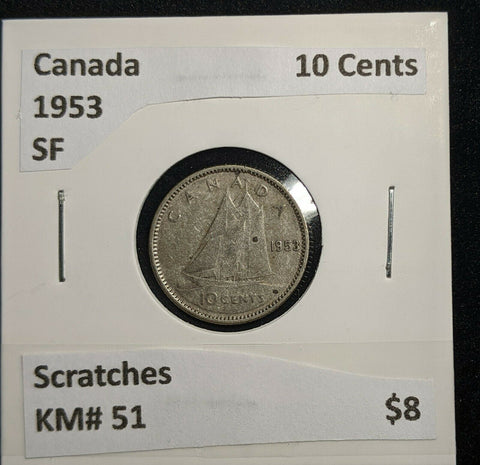 Canada 10 Cents
1953
SF
CANADA
1953
10 CENTS
Scratches
KM# 51 $8